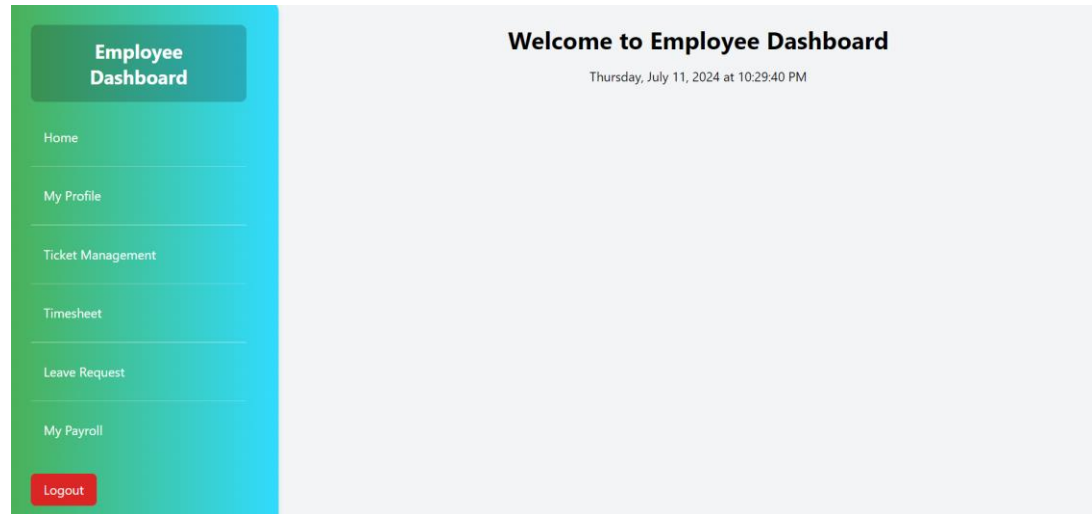 Employee
Dashboard
Home
My Profile
Ticket Management
Timesheet
Leave Request
My Payroll
Logout
Welcome to Employee Dashboard
Thursday, July 11, 2024 at 10:29:40 PM